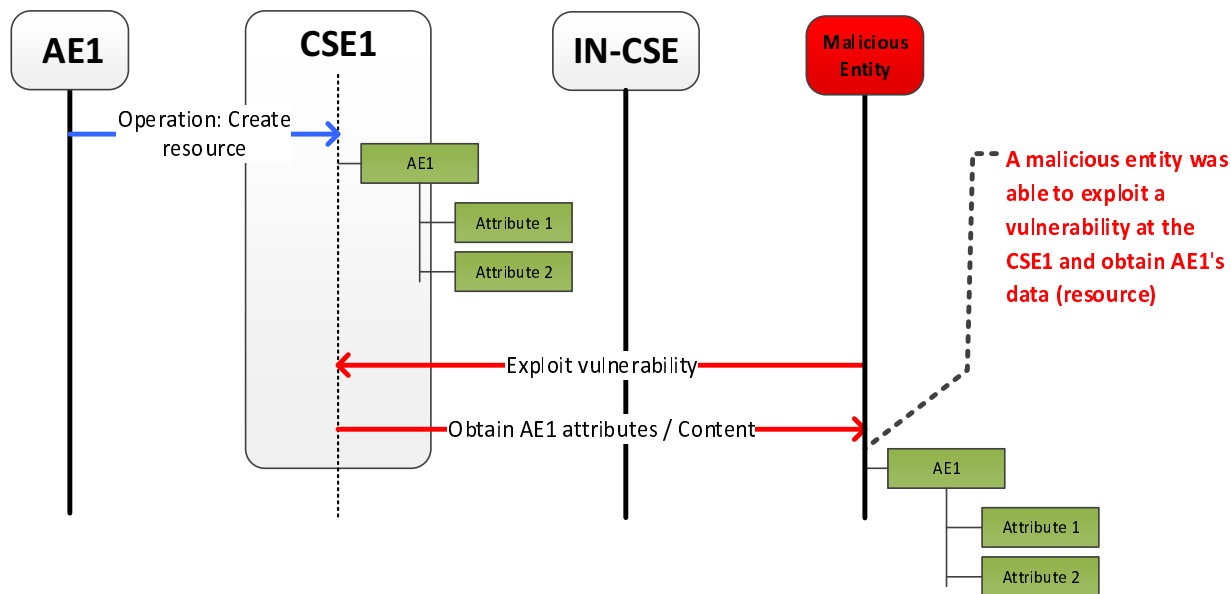 AE1
CSE1
IN-CSE
Malicious
Entity
Operation: Create
resource
AE1
Attribute 1
Attribute 2
A malicious entity was
able to exploit a
vulnerability at the
CSE1 and obtain AE1's
data (resource)
Exploit vulnerability
Obtain AE1 attributes / Content
AE1
Attribute 1
Attribute 2